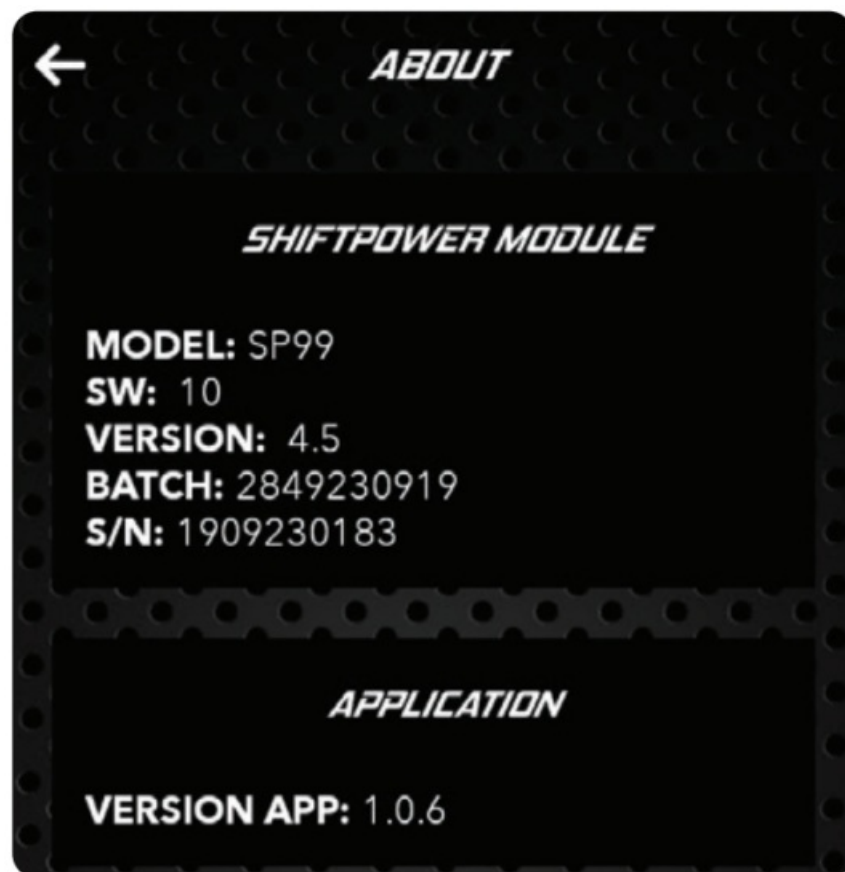 ABOUT
SHIFTPOWER MODULE
MODEL: SP99
SW: 10
VERSION: 4.5
BATCH: 2849230919
S/N: 1909230183
APPLICATION
VERSION APP: 1.0.6